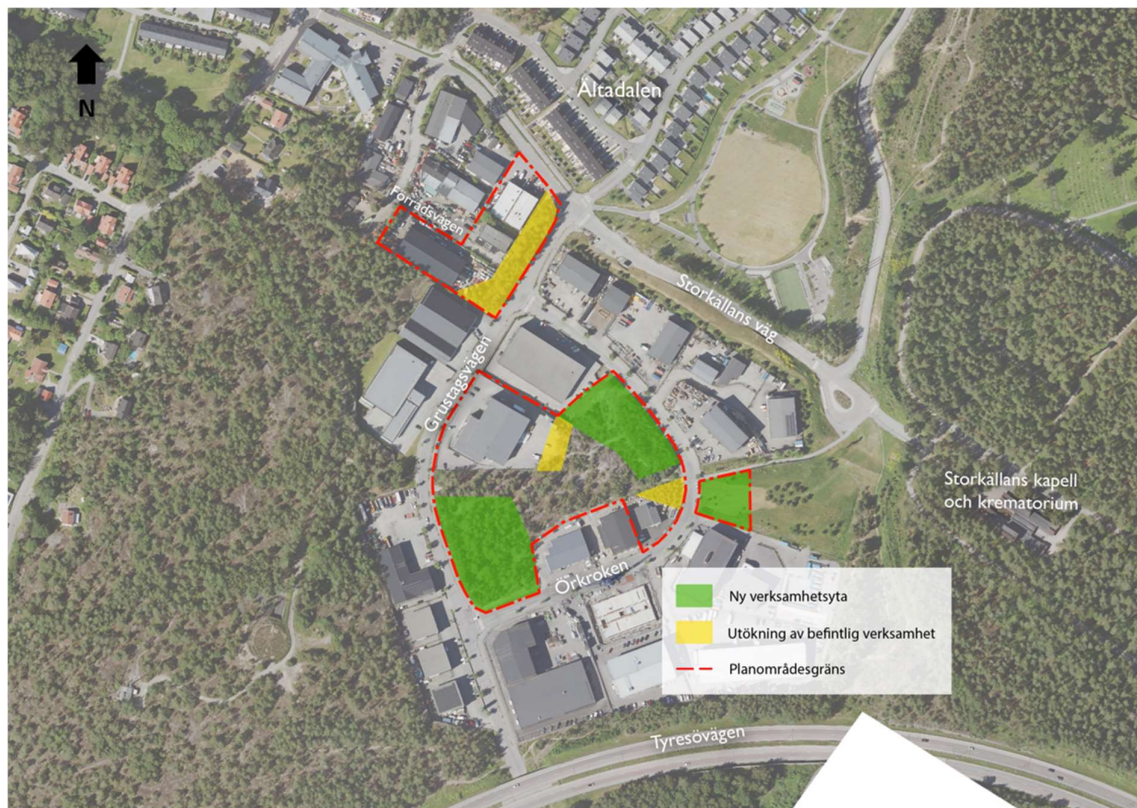 N
Ältadalen
Förrådsvägen
Storkällans väg
Grustagsvägen
Storkällans kapell
och krematorium
Örkroken
Ny verksamhetsyta
Utökning av befintlig verksamhet
Planområdesgräns
Tyresövägen